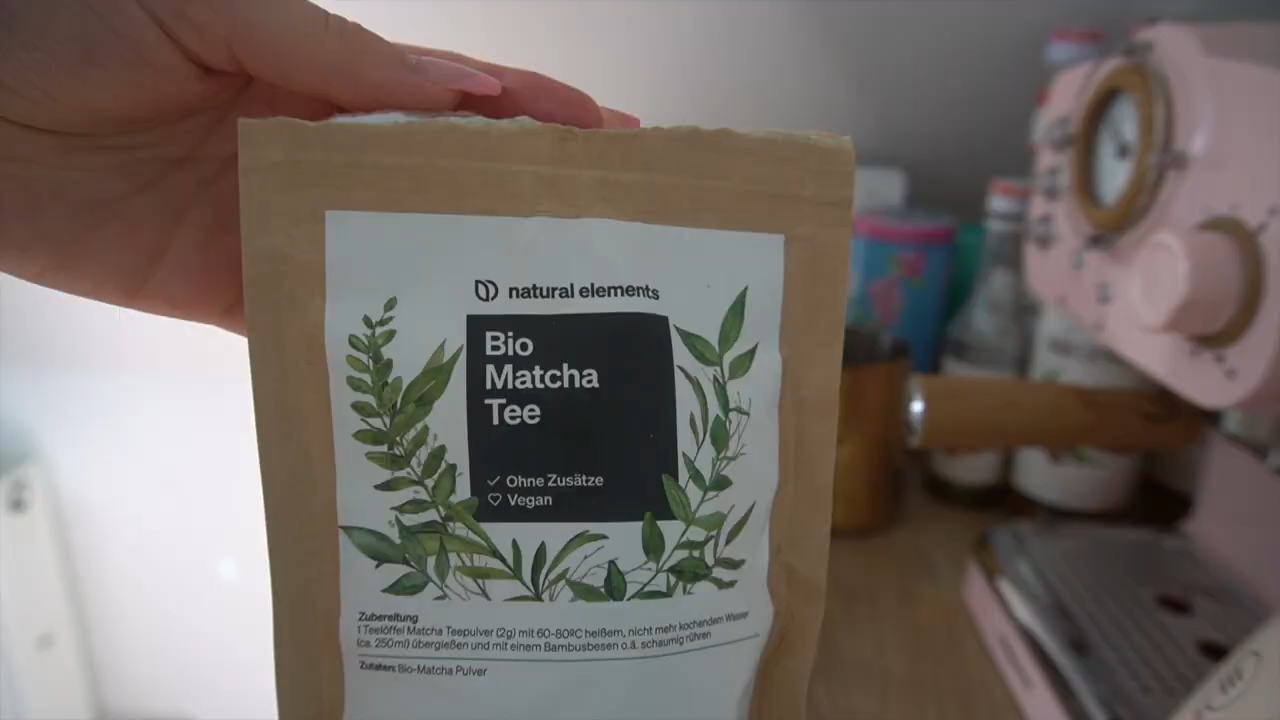 natural elements
Bio
Matcha
Tee
Ohne Zusätze
Vegan
Zubereitung
1 Teelöffel Matcha Teepulver (2g) mit 60-80ºC heißem, nicht mehr kochendem Wasser
(ca. 250ml) übergießen und mit einem Bambusbesen o.ä. schaumig rühren
Zutaten: Bio-Matcha Pulver